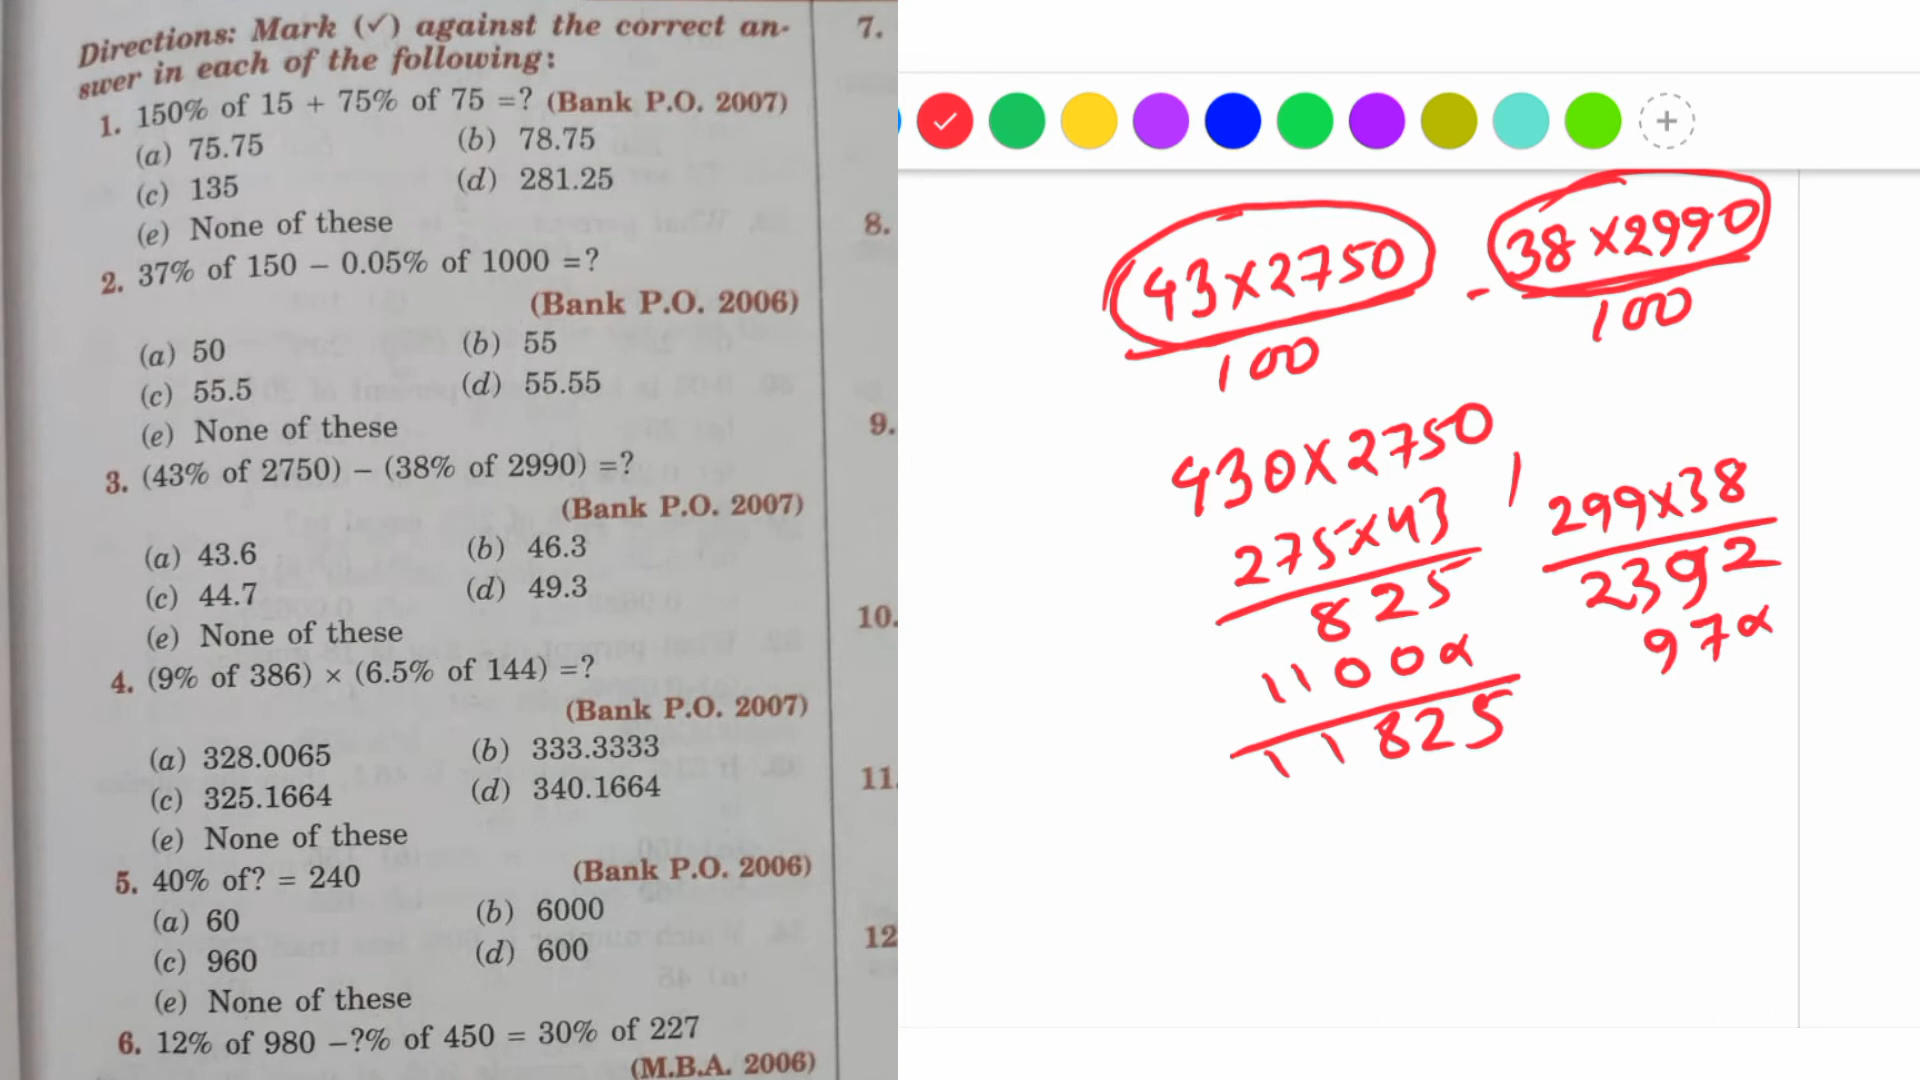 Directions: Mark (✓) against the correct an-
swer in each of the following:
1. 150% of 15 + 75% of 75 =? (Bank P.O. 2007)
(a) 75.75 (b) 78.75
(c) 135 (d) 281.25
(e) None of these
2. 37% of 150 – 0.05% of 1000 =?
(Bank P.O. 2006)
(a) 50 (b) 55
(c) 55.5 (d) 55.55
(e) None of these
3. (43% of 2750) – (38% of 2990) =?
(Bank P.O. 2007)
(a) 43.6 (b) 46.3
(c) 44.7 (d) 49.3
(e) None of these
4. (9% of 386) × (6.5% of 144) =?
(Bank P.O. 2007)
(a) 328.0065 (b) 333.3333
(c) 325.1664 (d) 340.1664
(e) None of these
5. 40% of? = 240 (Bank P.O. 2006)
(a) 60 (b) 6000
(c) 960 (d) 600
(e) None of these
6. 12% of 980 –?% of 450 = 30% of 227
(M.B.A. 2006)
7.
8.
9.
10.
11.
12
43×2750 - 38×2990
100 100
430×2750
275×43 299×38
825 2392
1100× 97×
11825